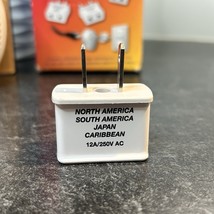 NORTH AMERICA
SOUTH AMERICA
JAPAN
CARIBBEAN
12A/250V AC